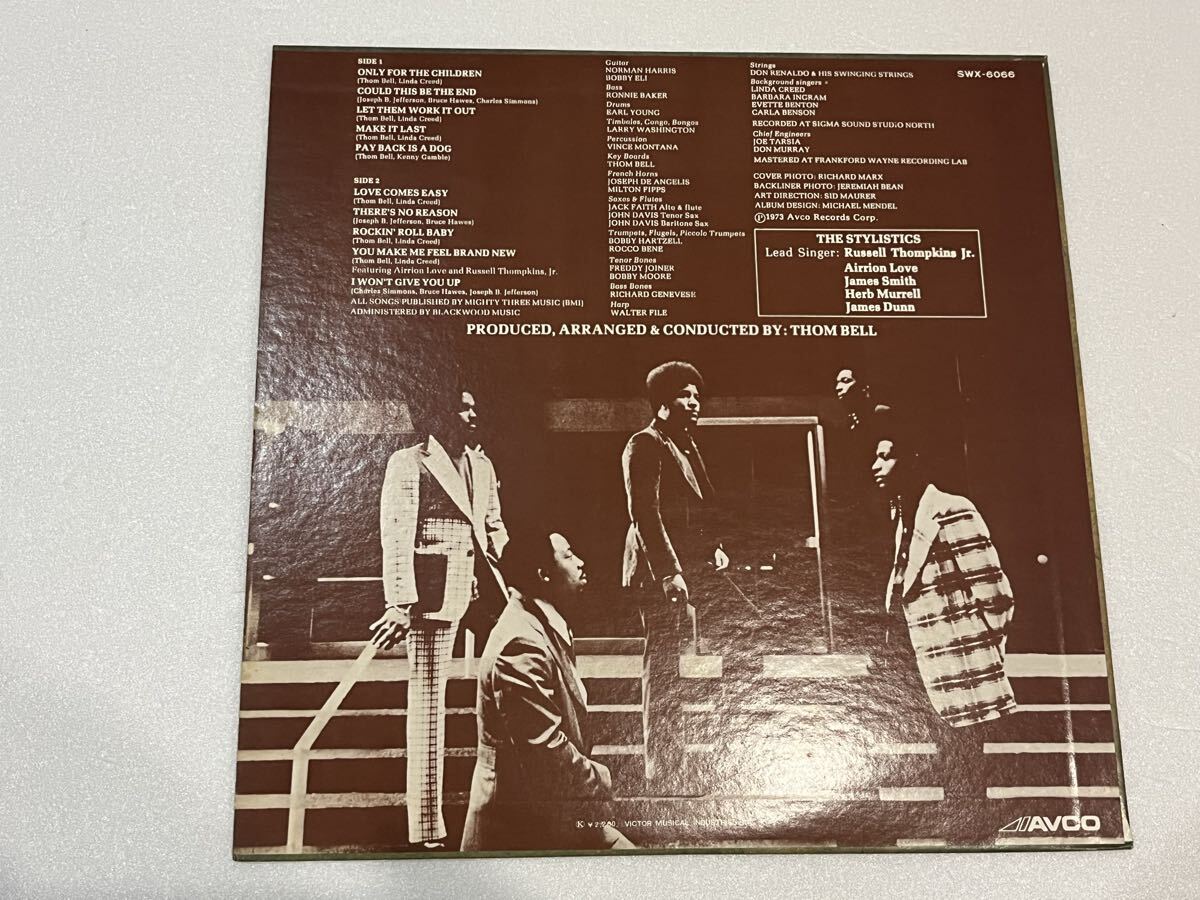 SIDE 1
ONLY FOR THE CHILDREN
(Thom Bell, Linda Creed)
COULD THIS BE THE END
(Joseph B. Jefferson, Bruce Hawes, Charles Simmons)
LET THEM WORK IT OUT
(Thom Bell, Linda Creed)
MAKE IT LAST
(Thom Bell, Linda Creed)
PAY BACK IS A DOG
(Thom Bell, Kenny Gamble)
SIDE 2
LOVE COMES EASY
(Thom Bell, Linda Creed)
THERE'S NO REASON
(Joseph B. Jefferson, Bruce Hawes)
ROCKIN' ROLL BABY
(Thom Bell, Linda Creed)
YOU MAKE ME FEEL BRAND NEW
(Thom Bell, Linda Creed)
Featuring Airrion Love and Russell Thompkins, Jr.
I WON'T GIVE YOU UP
(Charles Simmons, Bruce Hawes, Joseph B. Jefferson)
ALL SONGS PUBLISHED BY MIGHTY THREE MUSIC (BMI)
ADMINISTERED BY BLACKWOOD MUSIC
Guitar
NORMAN HARRIS
BOBBY ELI
Bass
RONNIE BAKER
Drums
EARL YOUNG
Timbales, Congo, Bongos
LARRY WASHINGTON
Percussion
VINCE MONTANA
Key Boards
THOM BELL
French Horns
JOSEPH DE ANGELIS
MILTON PIPPS
Saxes & Flutes
JACK FAITH Alto & flute
JOHN DAVIS Tenor Sax
JOHN DAVIS Baritone Sax
Trumpets, Flugels, Piccolo Trumpets
BOBBY HARTZELL
ROCCO BENE
Tenor Bones
FREDDY JOINER
BOBBY MOORE
Bass Bones
RICHARD GENEVESE
Harp
WALTER FILE
Strings
DON RENALDO & HIS SWINGING STRINGS
Background singers
LINDA CREED
BARBARA INGRAM
EVETTE BENTON
CARLA BENSON
RECORDED AT SIGMA SOUND STUDIO NORTH
Chief Engineers
JOE TARSIA
DON MURRAY
MASTERED AT FRANKFORD WAYNE RECORDING LAB
COVER PHOTO: RICHARD MARX
BACKLINER PHOTO: JEREMIAH BEAN
ART DIRECTION: SID MAURER
ALBUM DESIGN: MICHAEL MENDEL
Ⓟ1973 Avco Records Corp.
SWX-6066
THE STYLISTICS
Lead Singer: Russell Thompkins Jr.
Airrion Love
James Smith
Herb Murrell
James Dunn
PRODUCED, ARRANGED & CONDUCTED BY: THOM BELL
Ⓚ ¥2,200. VICTOR MUSICAL
AVCO